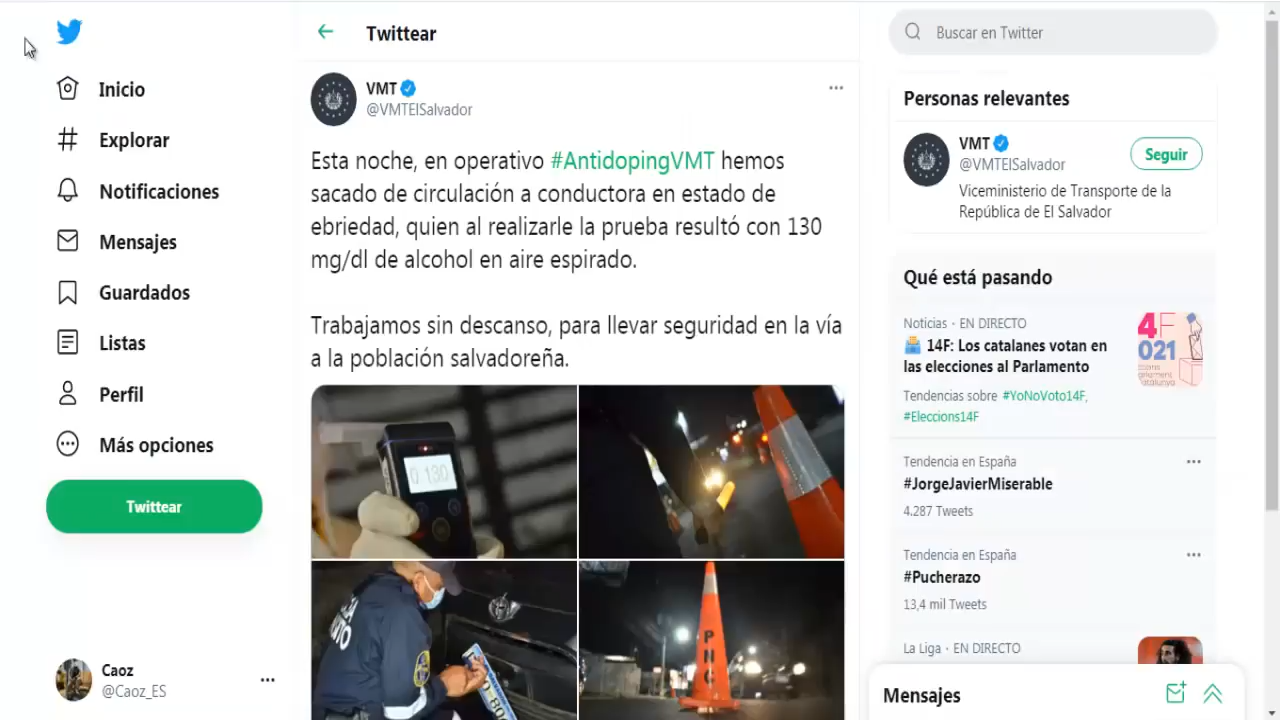 Inicio
Explorar
Notificaciones
Mensajes
Guardados
Listas
Perfil
Más opciones
Twittear
Caoz
@Caoz_ES
Twittear
VMT
@VMTElSalvador
Esta noche, en operativo #AntidopingVMT hemos
sacado de circulación a conductora en estado de
ebriedad, quien al realizarle la prueba resultó con 130
mg/dl de alcohol en aire espirado.
Trabajamos sin descanso, para llevar seguridad en la vía
a la población salvadoreña.
0.130
PNC
Buscar en Twitter
Personas relevantes
VMT
@VMTElSalvador
Seguir
Viceministerio de Transporte de la
República de El Salvador
Qué está pasando
Noticias · EN DIRECTO
14F: Los catalanes votan en
las elecciones al Parlamento
4F
021
Tendencias sobre #YoNoVoto14F,
#Eleccions14F
Tendencia en España
#JorgeJavierMiserable
4.287 Tweets
Tendencia en España
#Pucherazo
13,4 mil Tweets
La Liga · EN DIRECTO
Mensajes